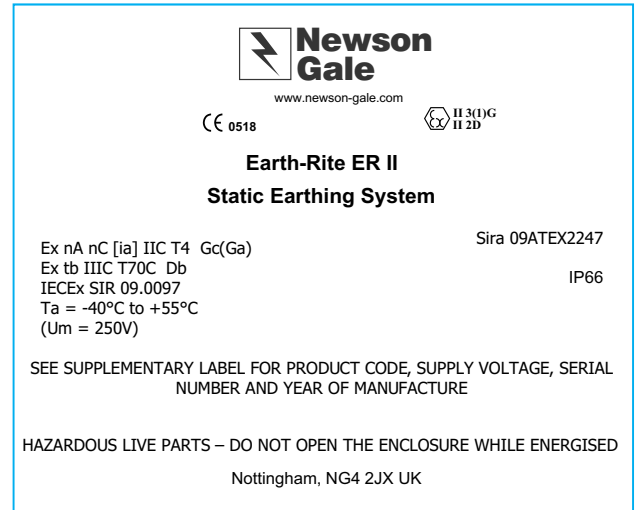 Newson
Gale
www.newson-gale.com
CE 0518
Ex II 3(1)G
II 2D
Earth-Rite ER II
Static Earthing System
Ex nA nC [ia] IIC T4 Gc(Ga)
Ex tb IIIC T70C Db
IECEx SIR 09.0097
Ta = -40°C to +55°C
(Um = 250V)
Sira 09ATEX2247
IP66
SEE SUPPLEMENTARY LABEL FOR PRODUCT CODE, SUPPLY VOLTAGE, SERIAL
NUMBER AND YEAR OF MANUFACTURE
HAZARDOUS LIVE PARTS – DO NOT OPEN THE ENCLOSURE WHILE ENERGISED
Nottingham, NG4 2JX UK